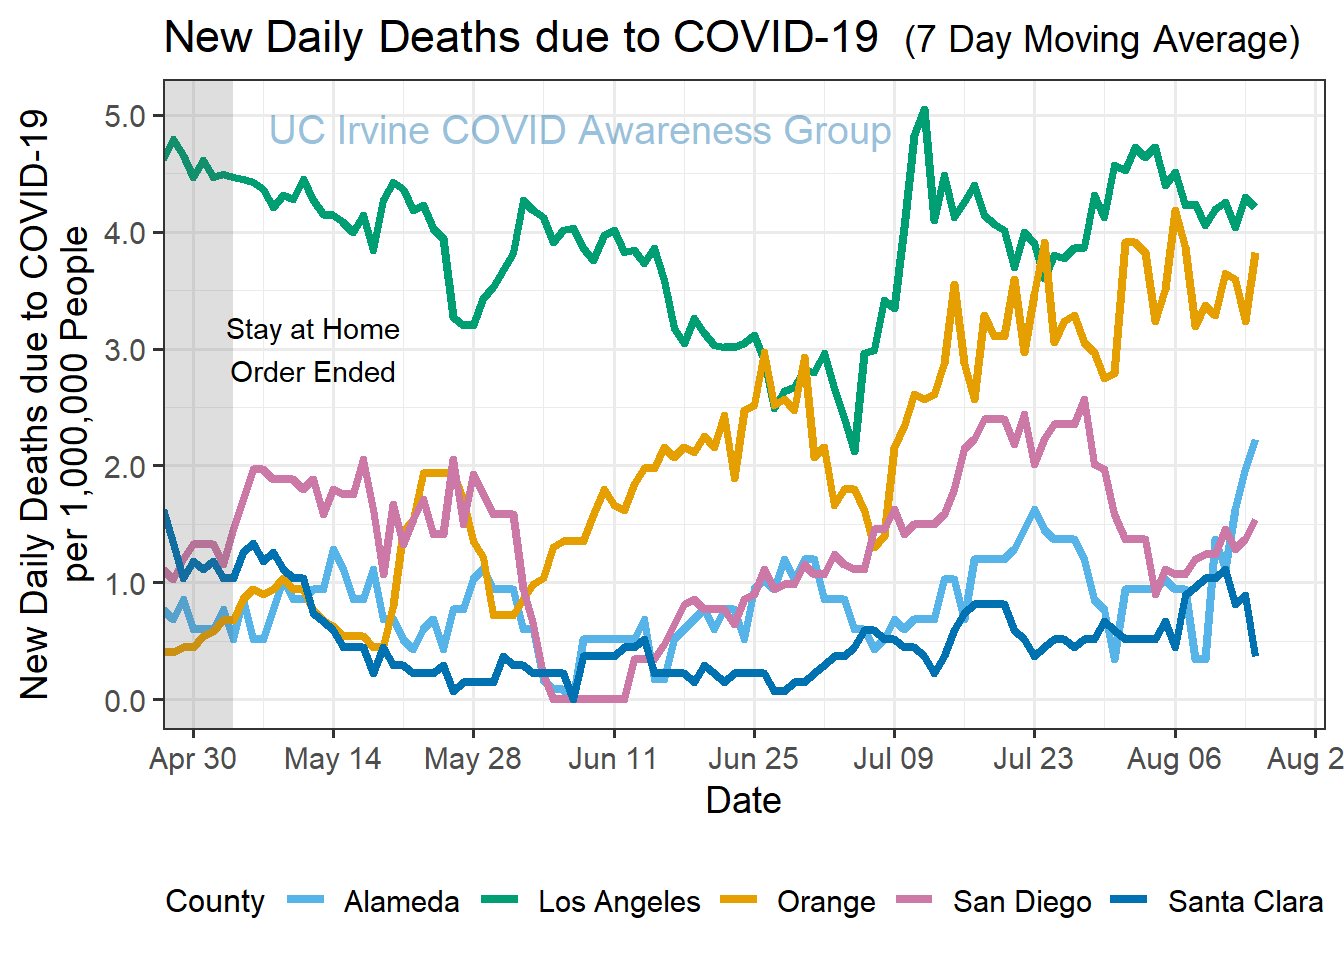 New Daily Deaths due to COVID-19 (7 Day Moving Average)
New Daily Deaths due to COVID-19
per 1,000,000 People
5.0
4.0
3.0
2.0
1.0
0.0
UC Irvine COVID Awareness Group
Stay at Home
Order Ended
Apr 30 May 14 May 28 Jun 11 Jun 25 Jul 09 Jul 23 Aug 06 Aug 2
Date
County Alameda Los Angeles Orange San Diego Santa Clara